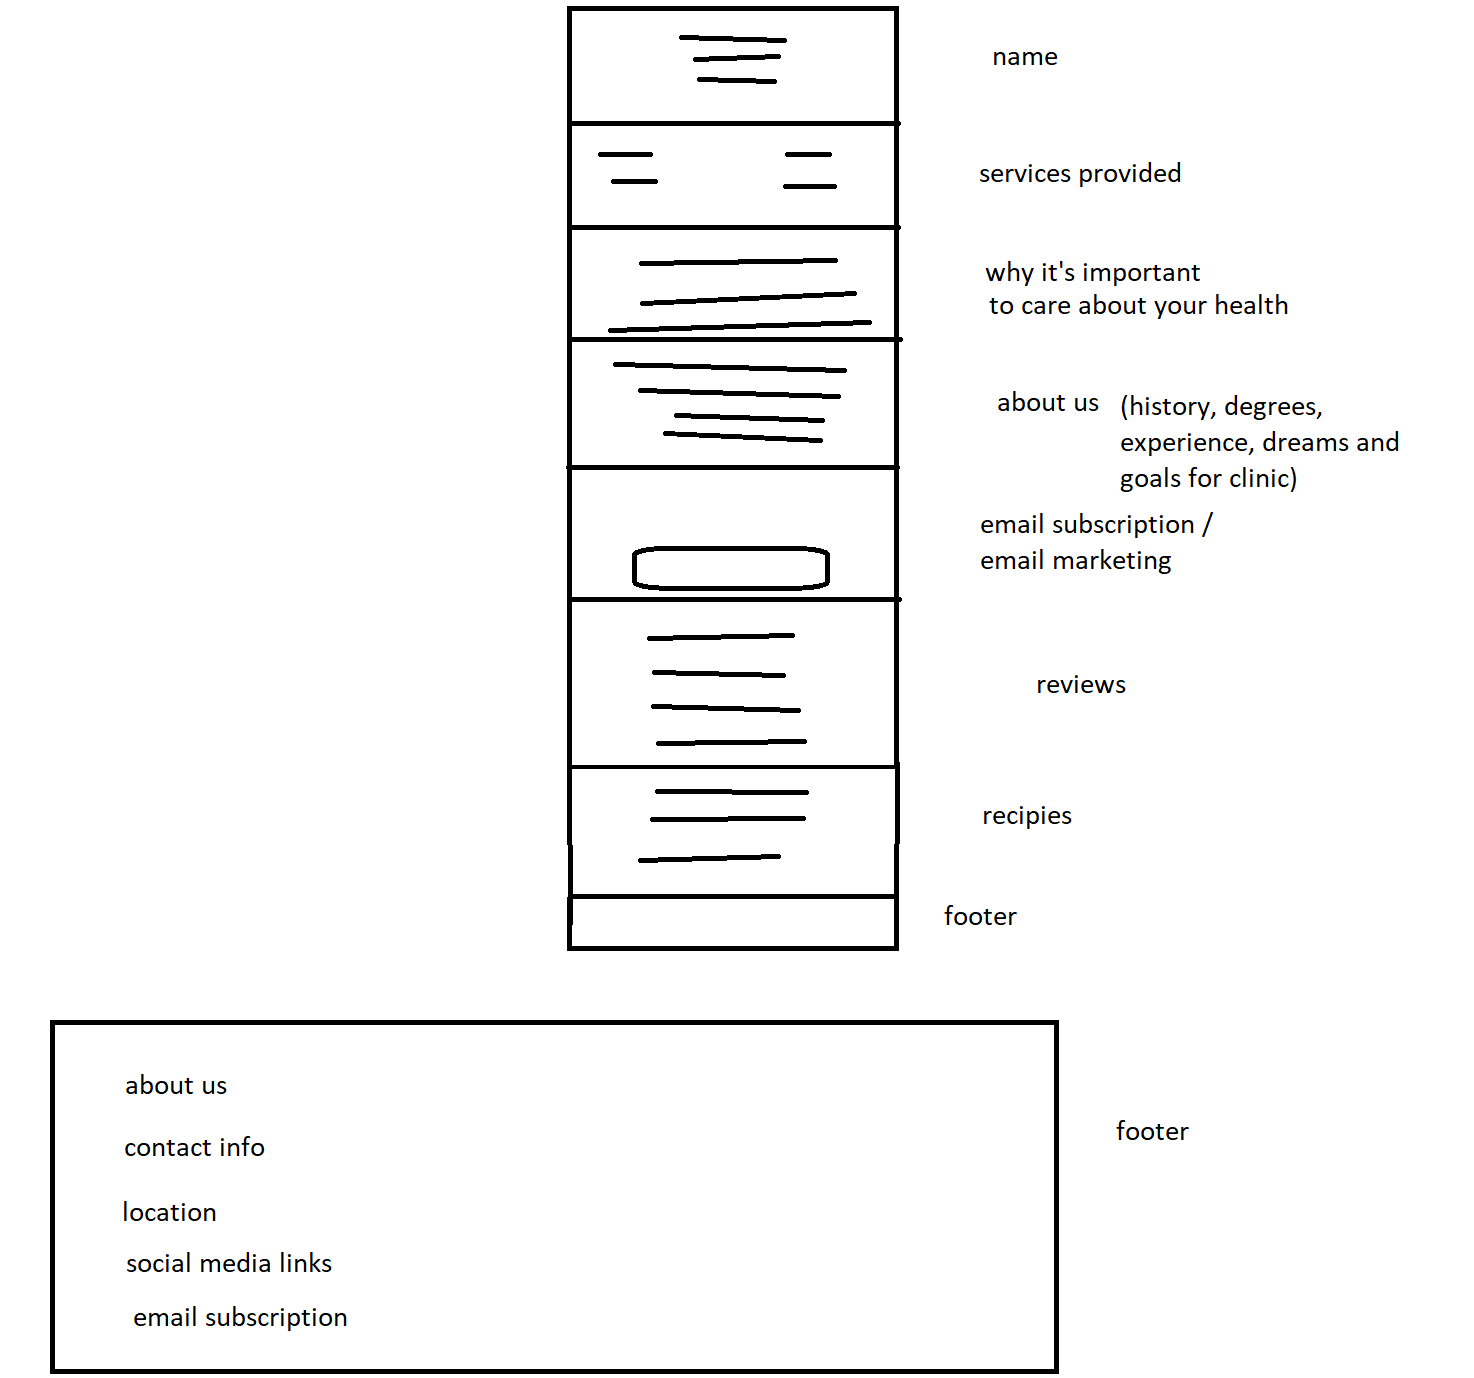 name
services provided
why it's important
to care about your health
about us
(history, degrees,
experience, dreams and
goals for clinic)
email subscription /
email marketing
reviews
recipies
footer
about us
contact info
location
social media links
email subscription
footer